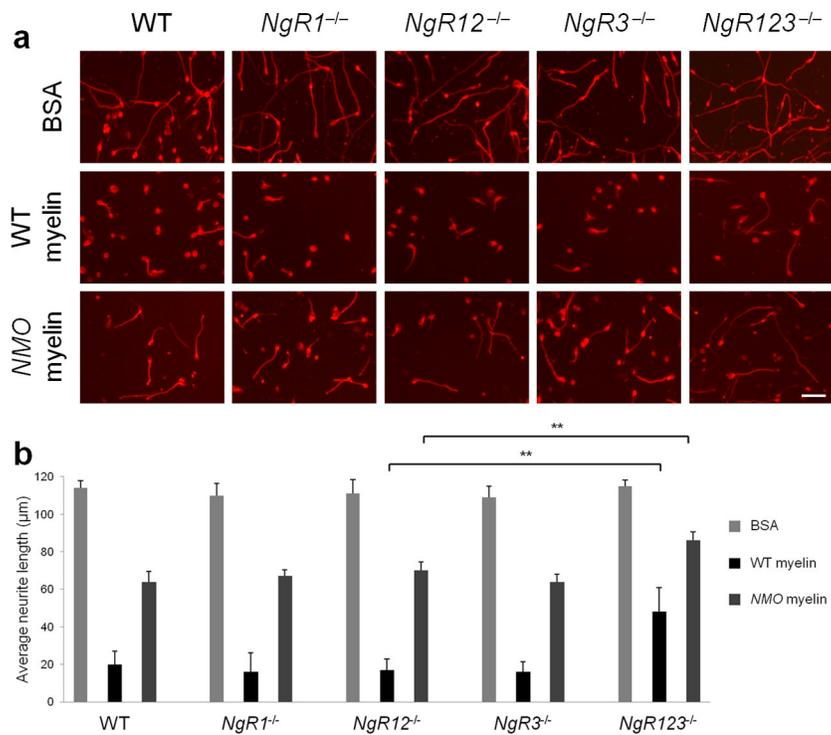 a
WT NgR1–/– NgR12–/– NgR3–/– NgR123–/–
BSA
WT
myelin
NMO
myelin
b
**
**
Average neurite length (µm)
120
100
80
60
40
20
0
WT NgR1-/- NgR12-/- NgR3-/- NgR123-/-
BSA
WT myelin
NMO myelin